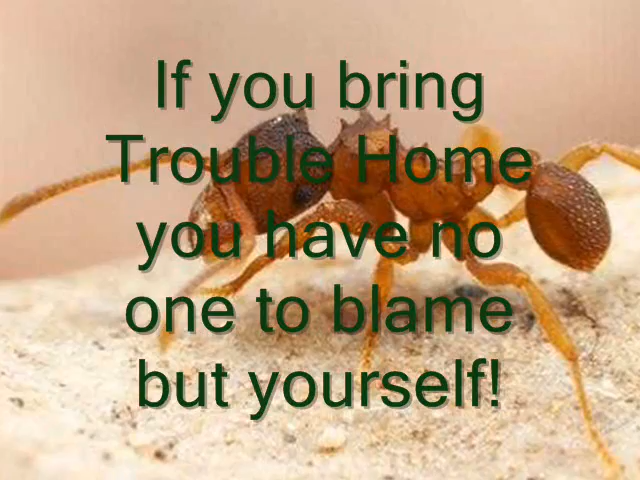 If you bring
Trouble Home
you have no
one to blame
but yourself!